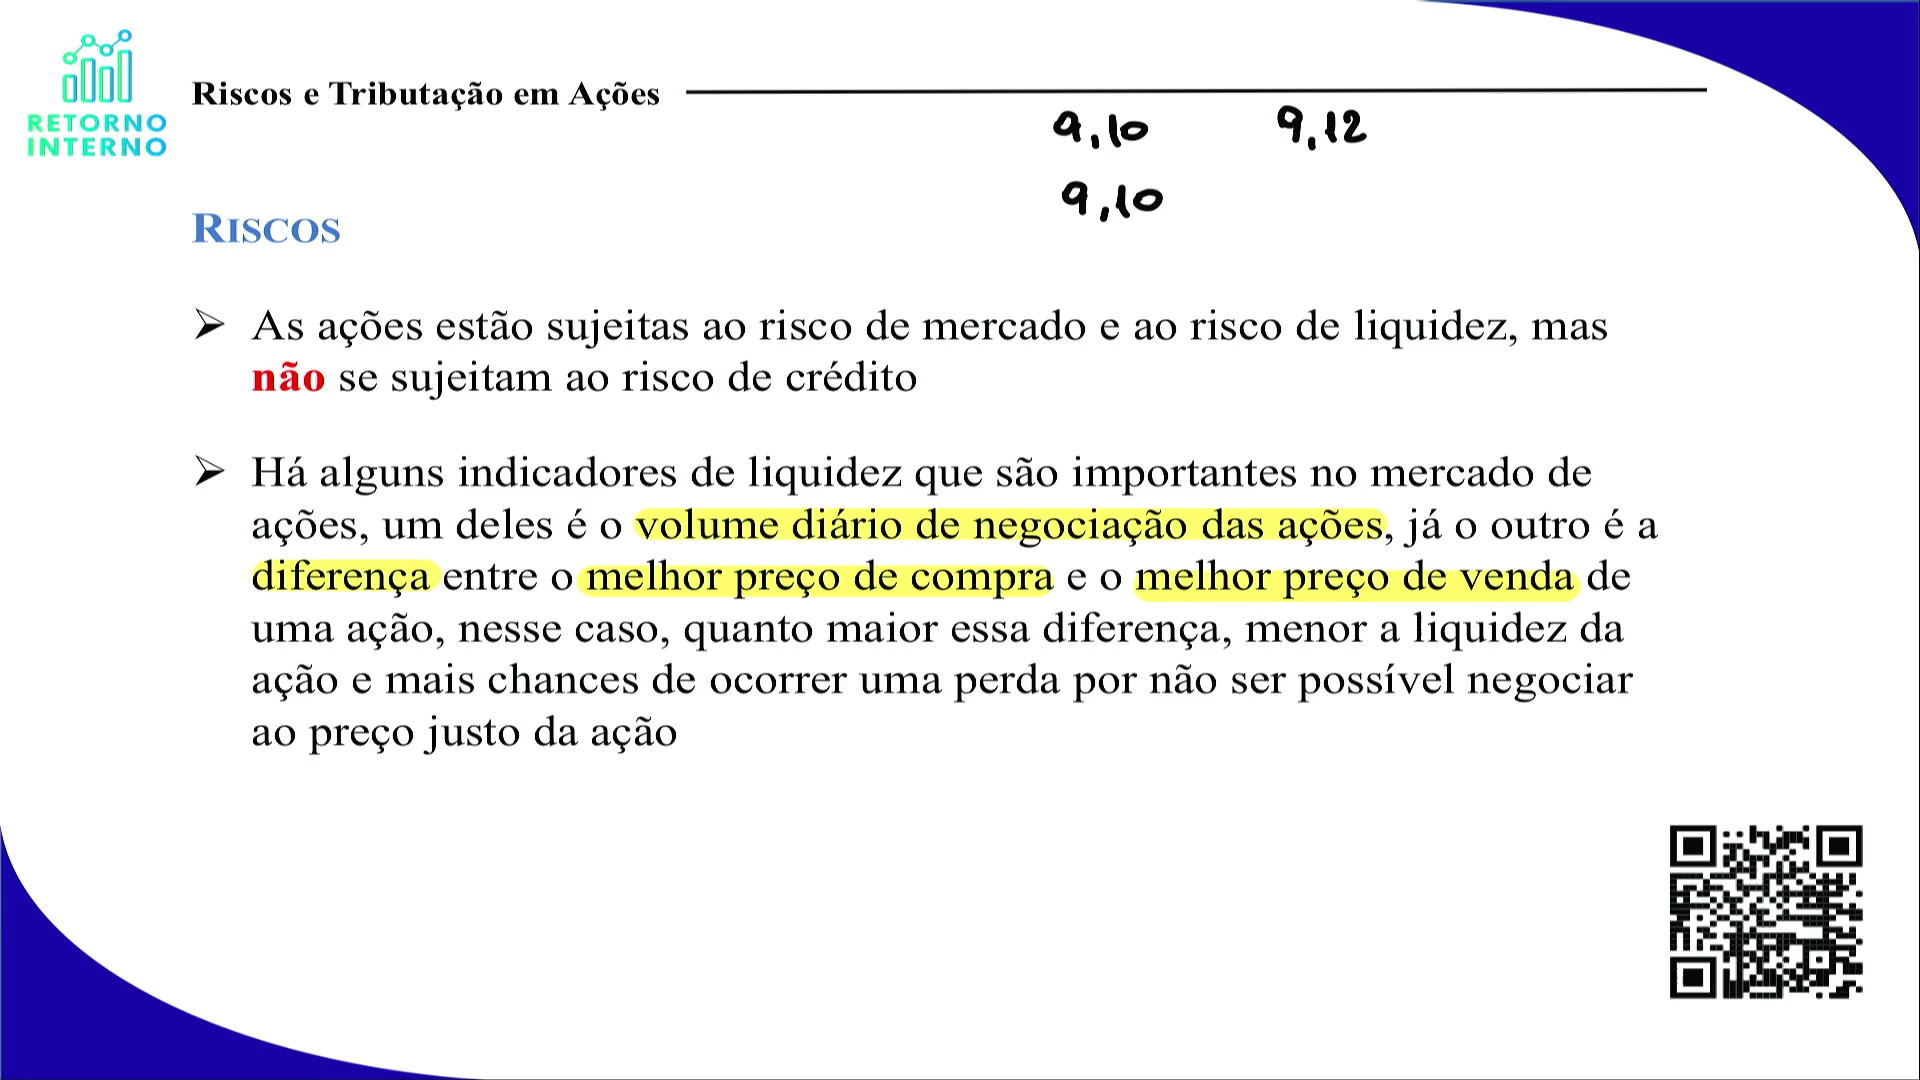 RETORNO
INTERNO
Riscos e Tributação em Ações
9,10 9,12
9,10
RISCOS
➢ As ações estão sujeitas ao risco de mercado e ao risco de liquidez, mas
não se sujeitam ao risco de crédito
➢ Há alguns indicadores de liquidez que são importantes no mercado de
ações, um deles é o volume diário de negociação das ações, já o outro é a
diferença entre o melhor preço de compra e o melhor preço de venda de
uma ação, nesse caso, quanto maior essa diferença, menor a liquidez da
ação e mais chances de ocorrer uma perda por não ser possível negociar
ao preço justo da ação